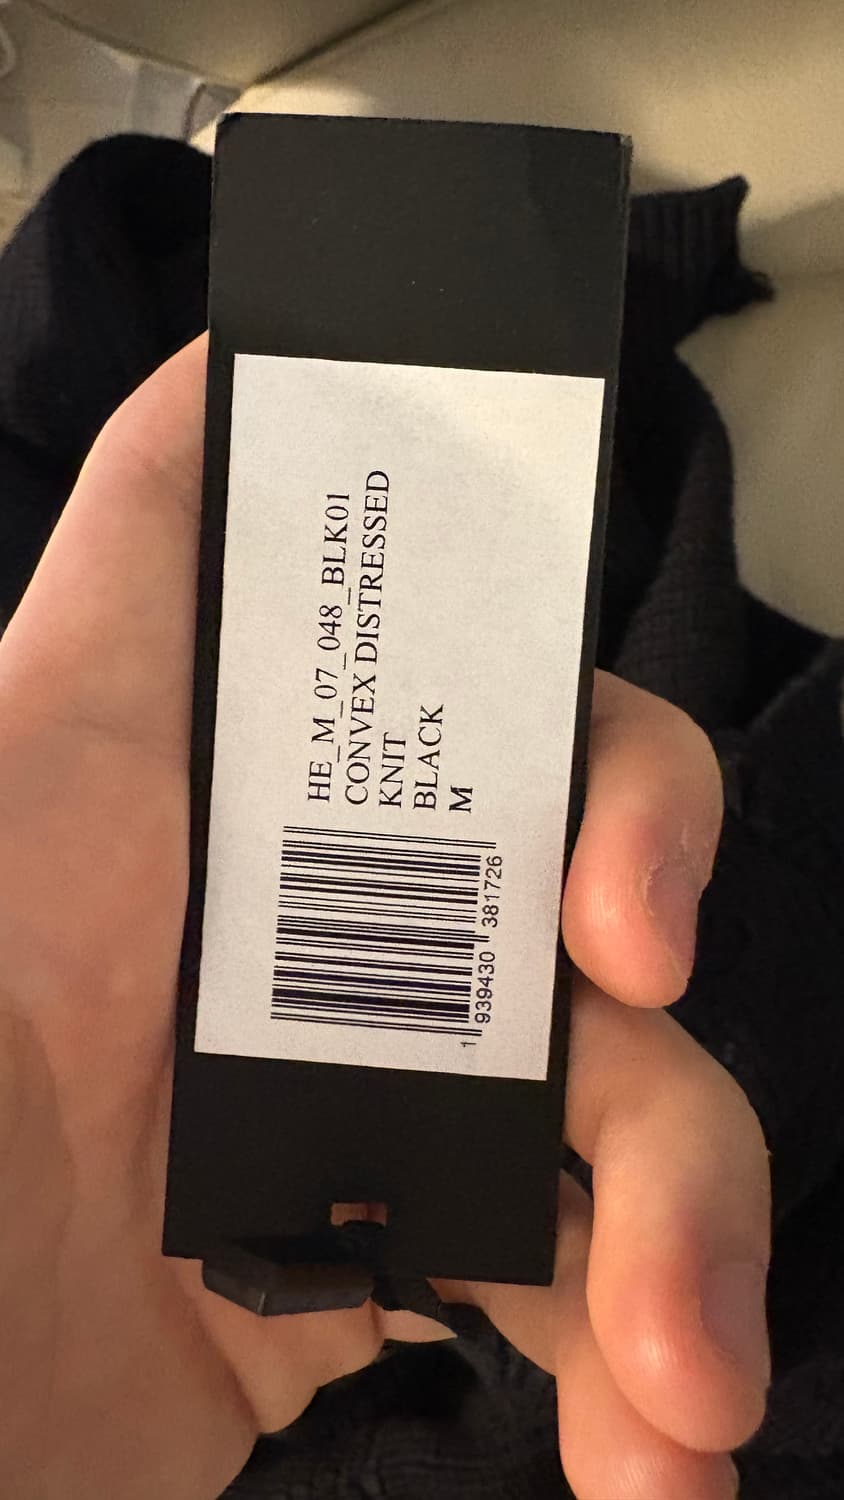 HE_M_07_048_BLK01
CONVEX DISTRESSED
KNIT
BLACK
M
1 939430 381726